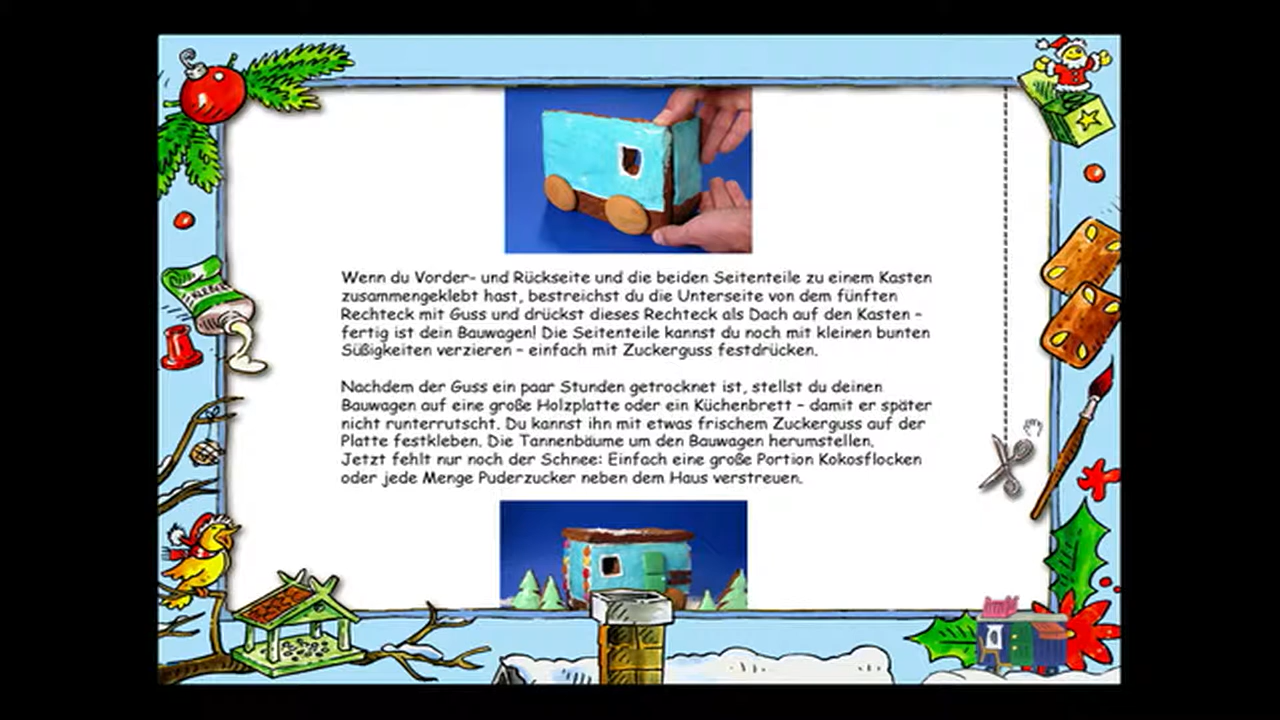 KLEBER
Wenn du Vorder- und Rückseite und die beiden Seitenteile zu einem Kasten
zusammengeklebt hast, bestreichst du die Unterseite von dem fünften
Rechteck mit Guss und drückst dieses Rechteck als Dach auf den Kasten –
fertig ist dein Bauwagen! Die Seitenteile kannst du noch mit kleinen bunten
Süßigkeiten verzieren – einfach mit Zuckerguss festdrücken.
Nachdem der Guss ein paar Stunden getrocknet ist, stellst du deinen
Bauwagen auf eine große Holzplatte oder ein Küchenbrett – damit er später
nicht runterrutscht. Du kannst ihn mit etwas frischem Zuckerguss auf der
Platte festkleben. Die Tannenbäume um den Bauwagen herumstellen.
Jetzt fehlt nur noch der Schnee: Einfach eine große Portion Kokosflocken
oder jede Menge Puderzucker neben dem Haus verstreuen.